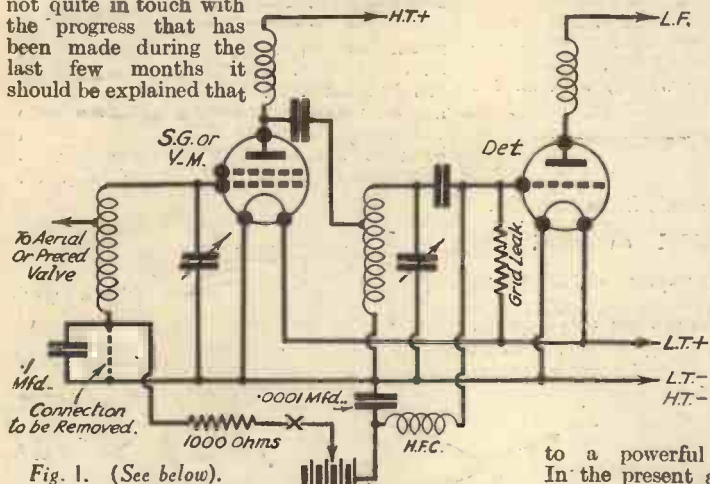 not quite in touch with
the progress that has
been made during the
last few months it
should be explained that
H.T.+
L.F.
S.G. or
V-M.
Det
To Aerial
Or Preced
Valve
Grid Leak
L.T.+
L.T.-
H.T.-
.1
Mfd..
Connection
to be Removed.
.0001 Mfd..
1000 Ohms
H.F.C.
Fig. 1. (See below).
to a powerful
In the present a